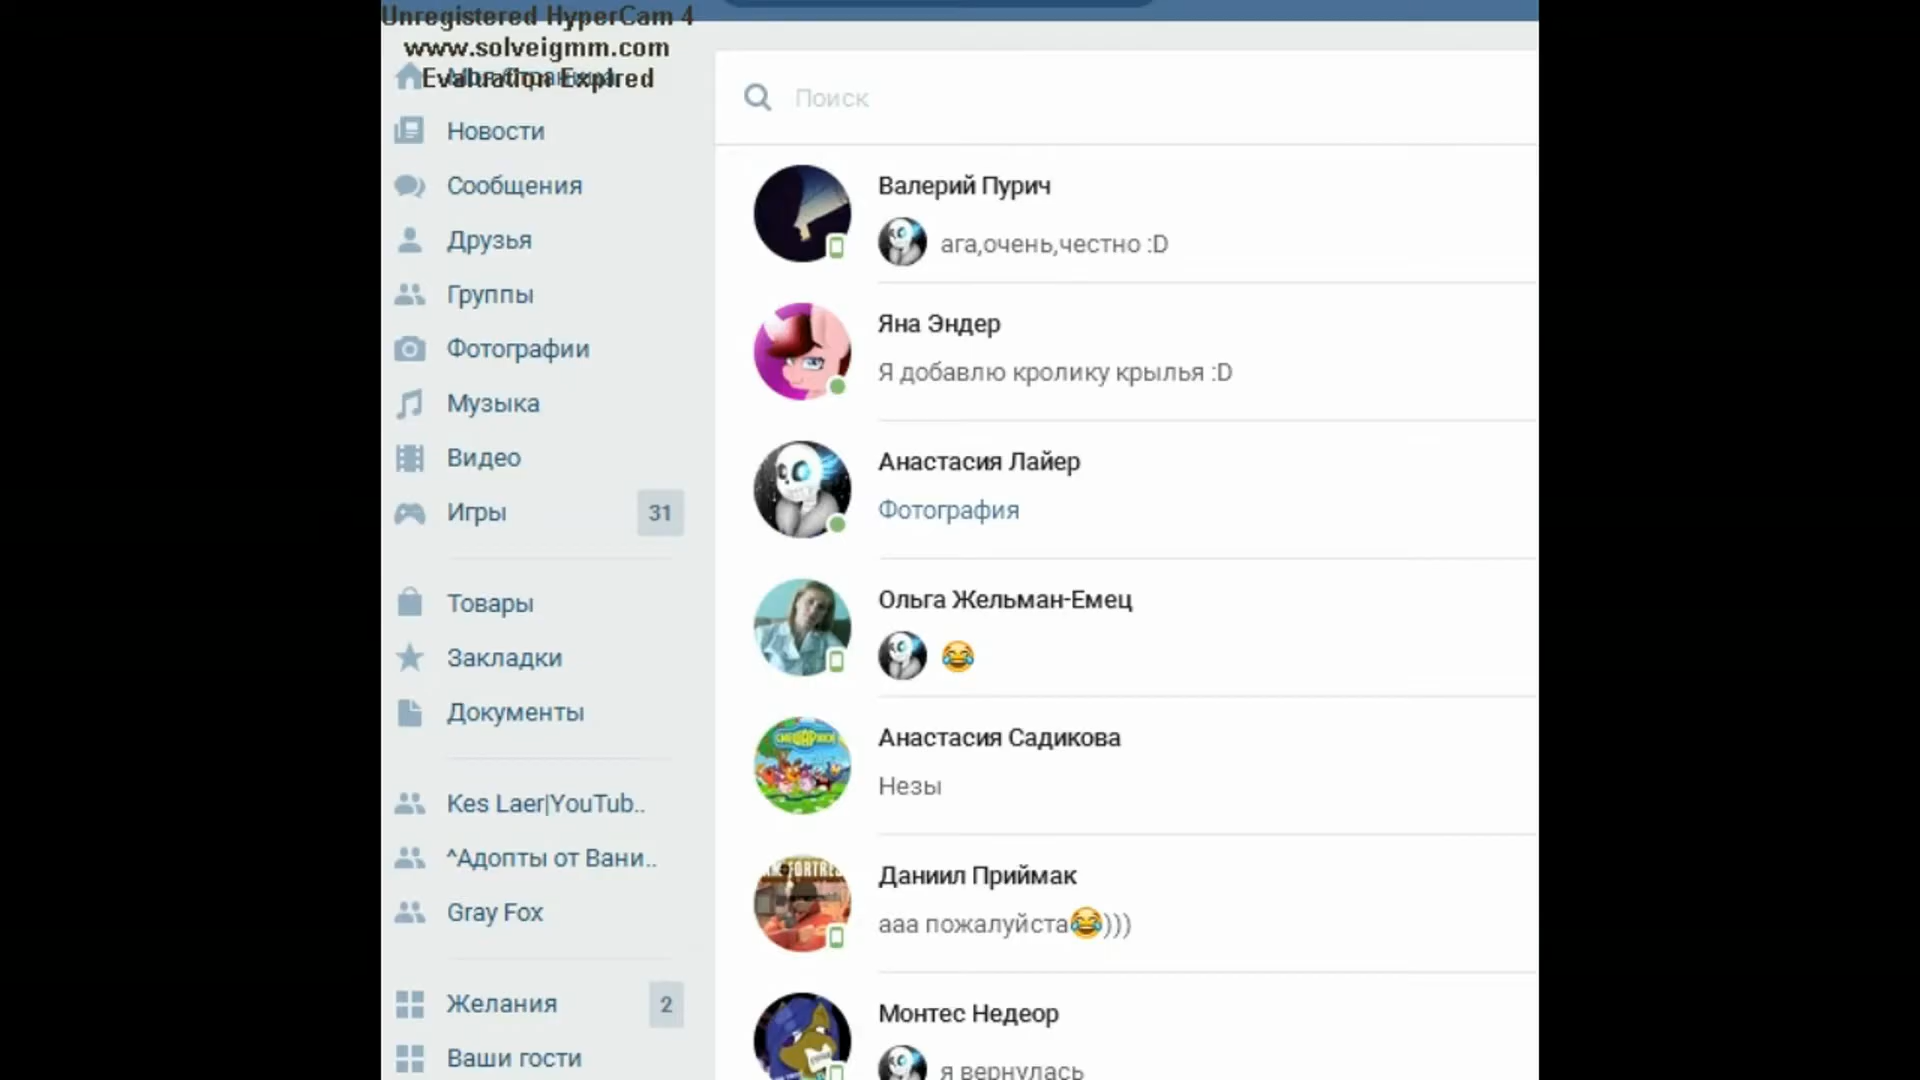 Unregistered HyperCam 4
www.solveigmm.com
Evaluation Expired
Моя Страница
Новости
Сообщения
Друзья
Группы
Фотографии
Музыка
Видео
Игры 31
Товары
Закладки
Документы
Kes Laer|YouTub..
^Адопты от Вани..
Gray Fox
Желания 2
Ваши гости
Поиск
Валерий Пурич
ага,очень,честно :D
Яна Эндер
Я добавлю кролику крылья :D
Анастасия Лайер
Фотография
Ольга Жельман-Емец
😂
Анастасия Садикова
Незы
Даниил Приймак
ааа пожалуйста😂)))
Монтес Недеор
я вернулась